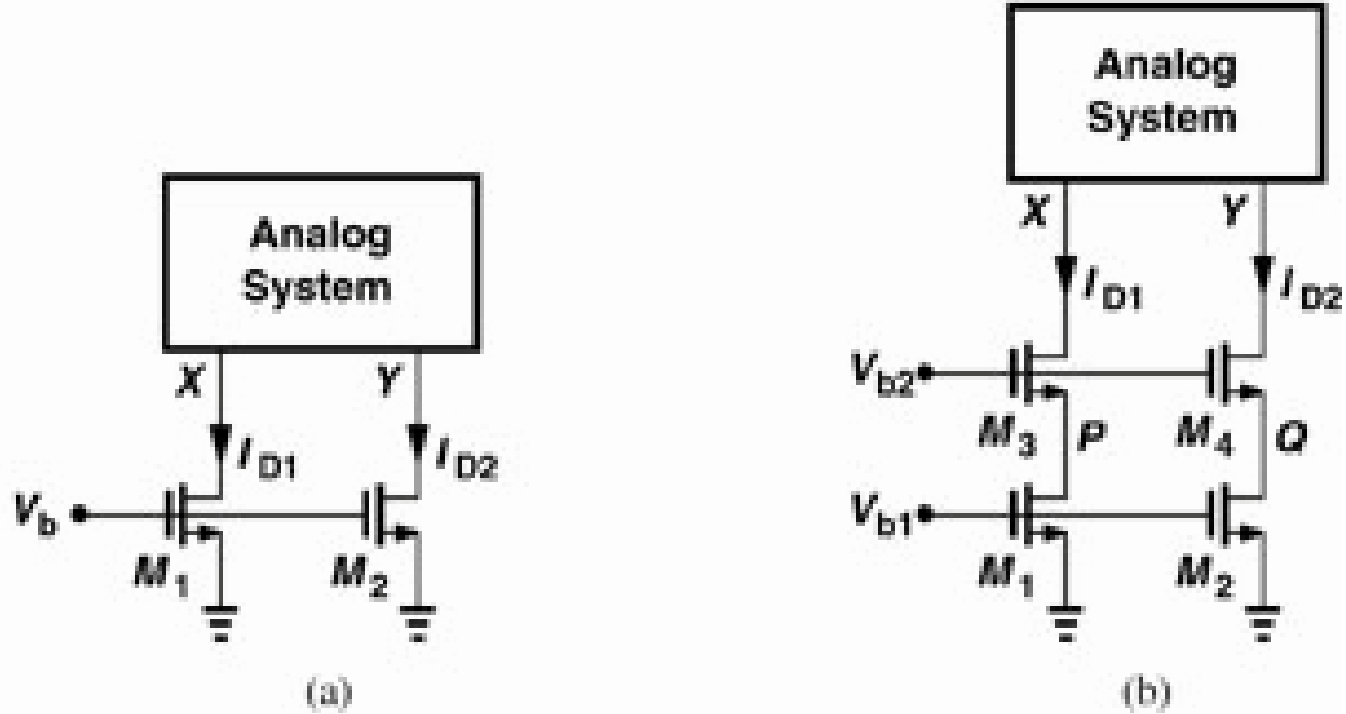 Analog
System
X Y
I D1 I D2
V b
M 1 M 2
(a)
Analog
System
X Y
I D1 I D2
V b2
M 3 P M 4 Q
V b1
M 1 M 2
(b)